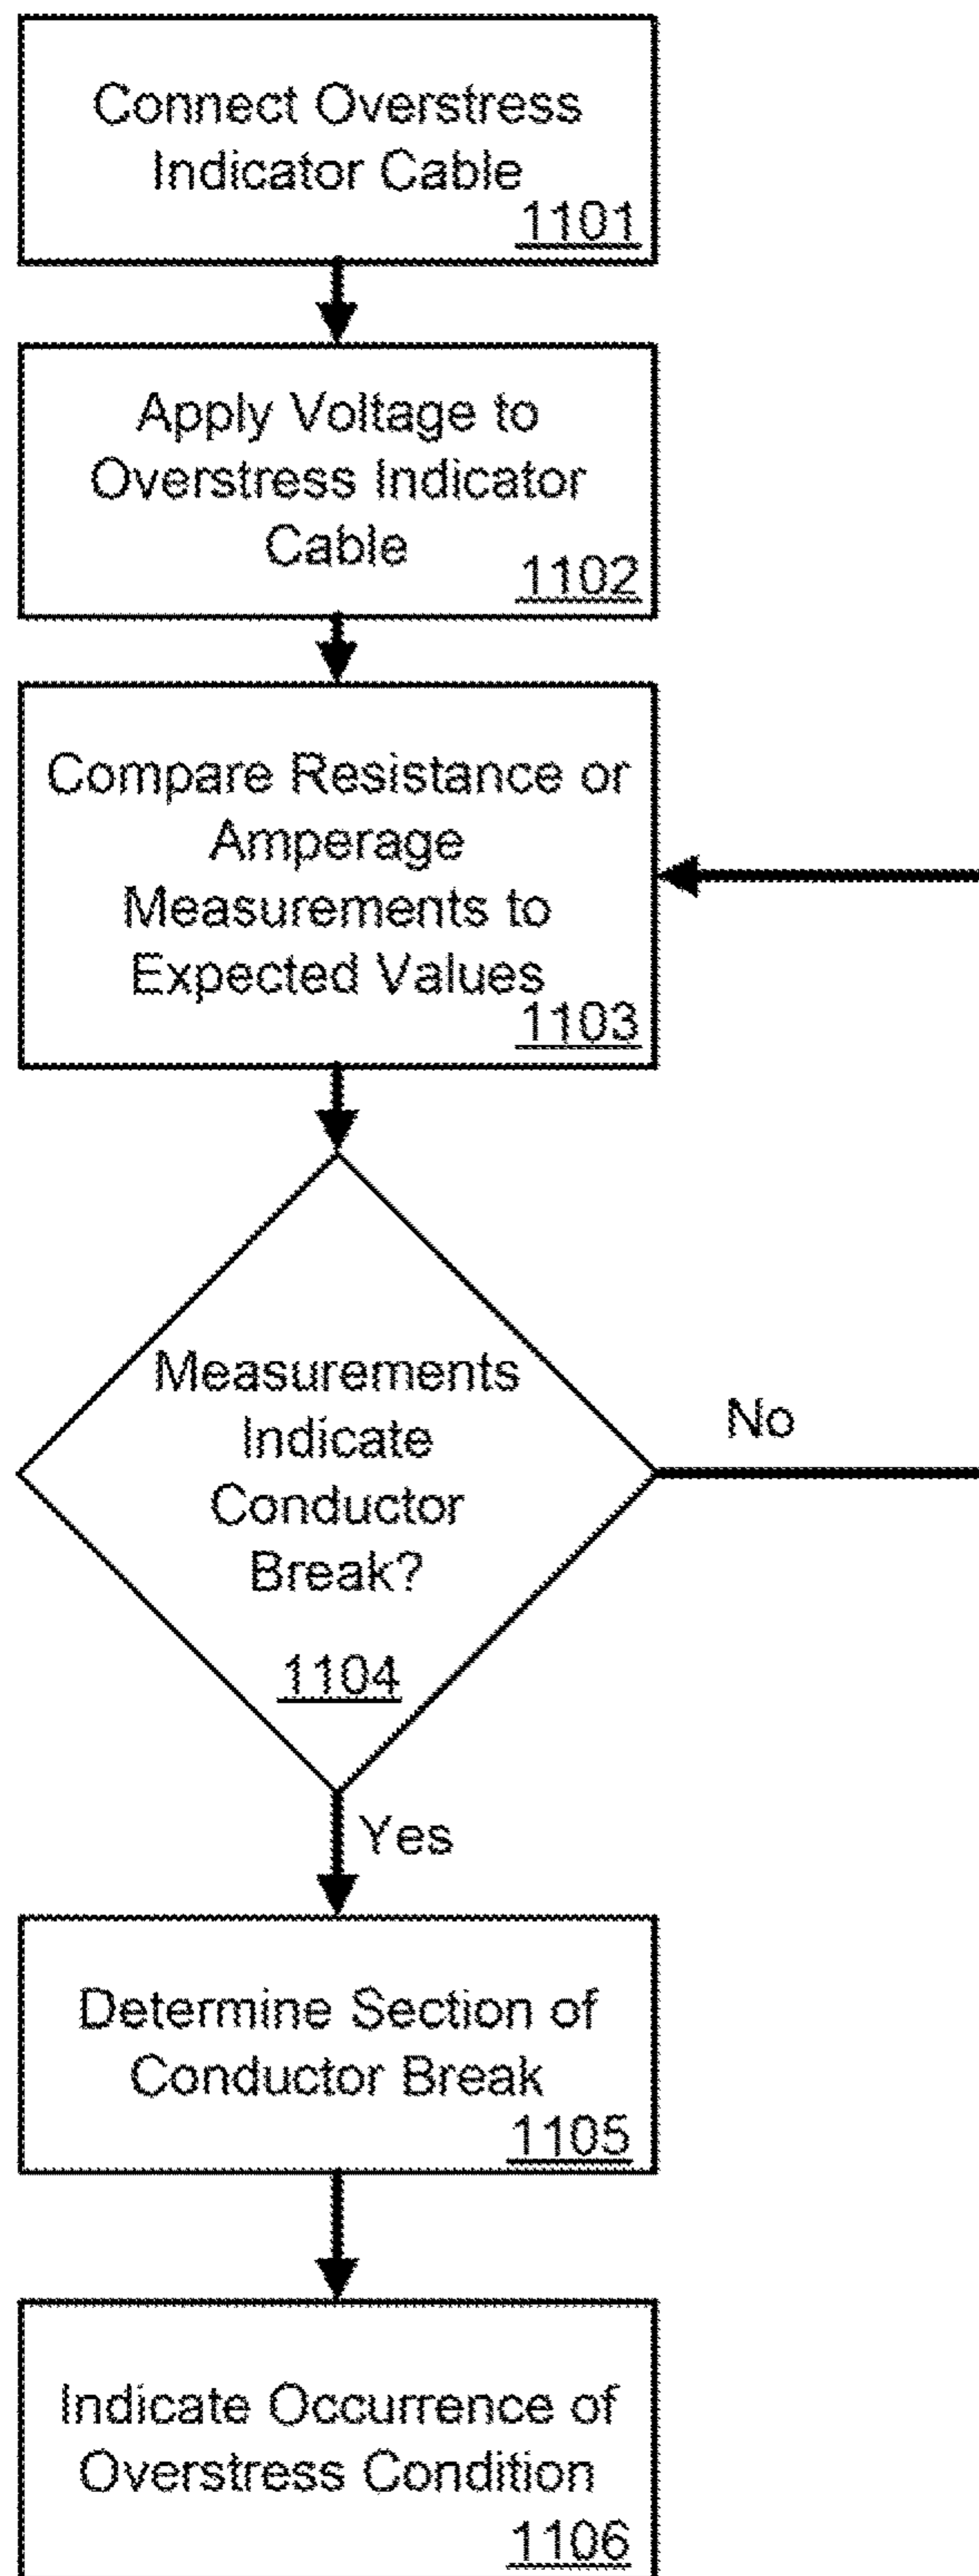 Connect Overstress
Indicator Cable
1101
Apply Voltage to
Overstress Indicator
Cable
1102
Compare Resistance or
Amperage
Measurements to
Expected Values
1103
Measurements
Indicate
Conductor
Break?
1104
No
Yes
Determine Section of
Conductor Break
1105
Indicate Occurrence of
Overstress Condition
1106